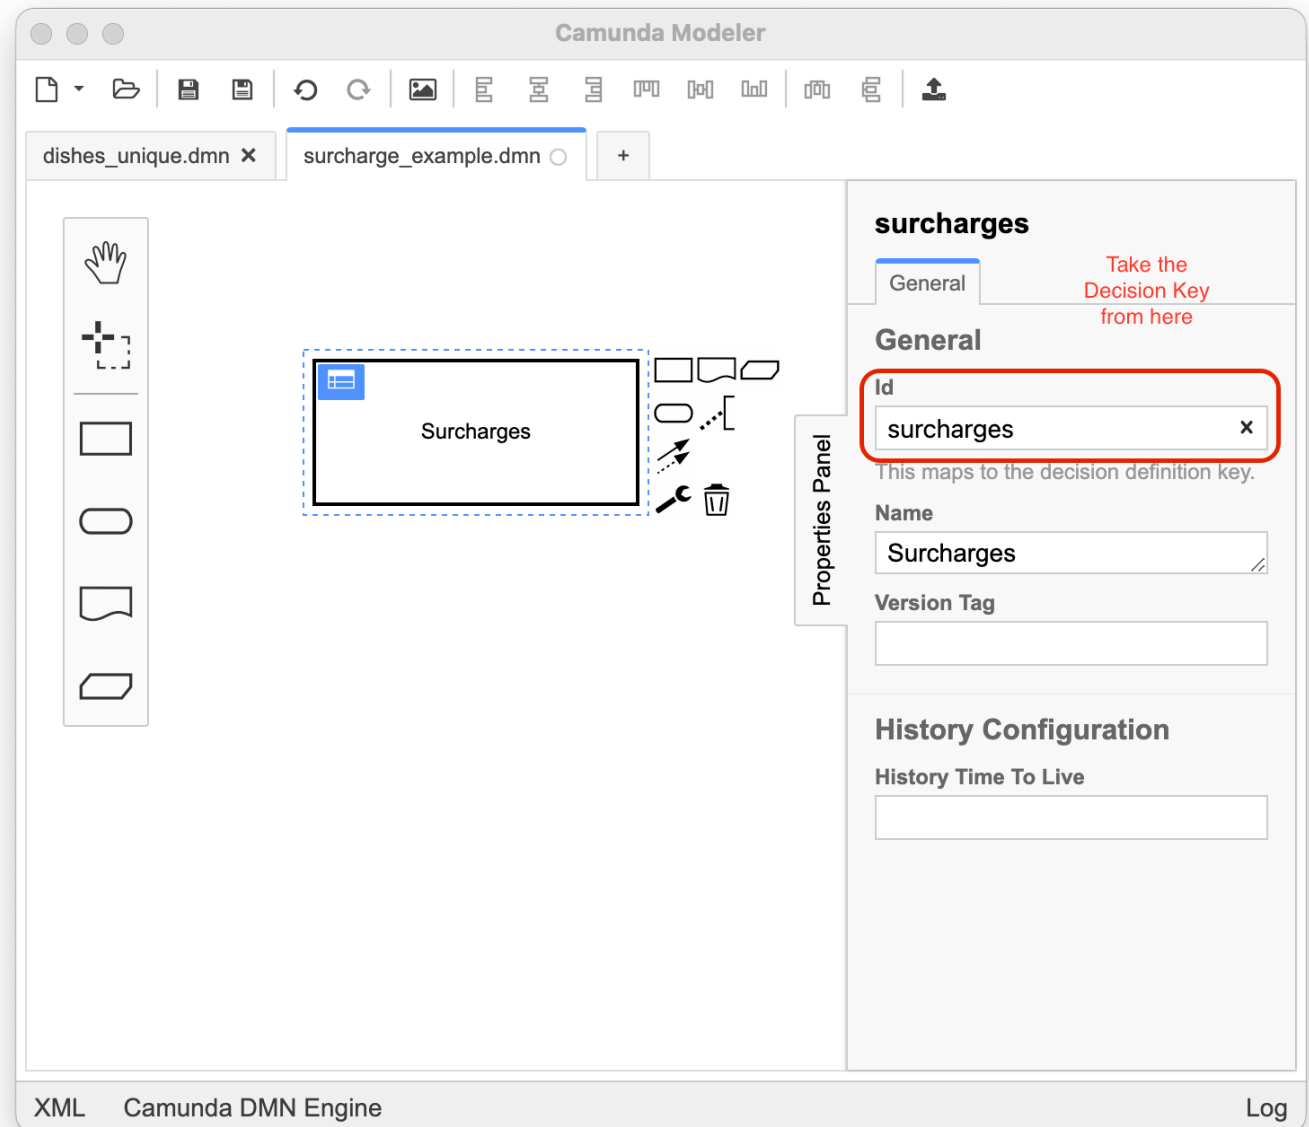 Camunda Modeler
dishes_unique.dmn
surcharge_example.dmn
+
surcharges
General
Take the
Decision Key
from here
General
Id
surcharges
This maps to the decision definition key.
Name
Surcharges
Version Tag
History Configuration
History Time To Live
Surcharges
Properties Panel
XML
Camunda DMN Engine
Log